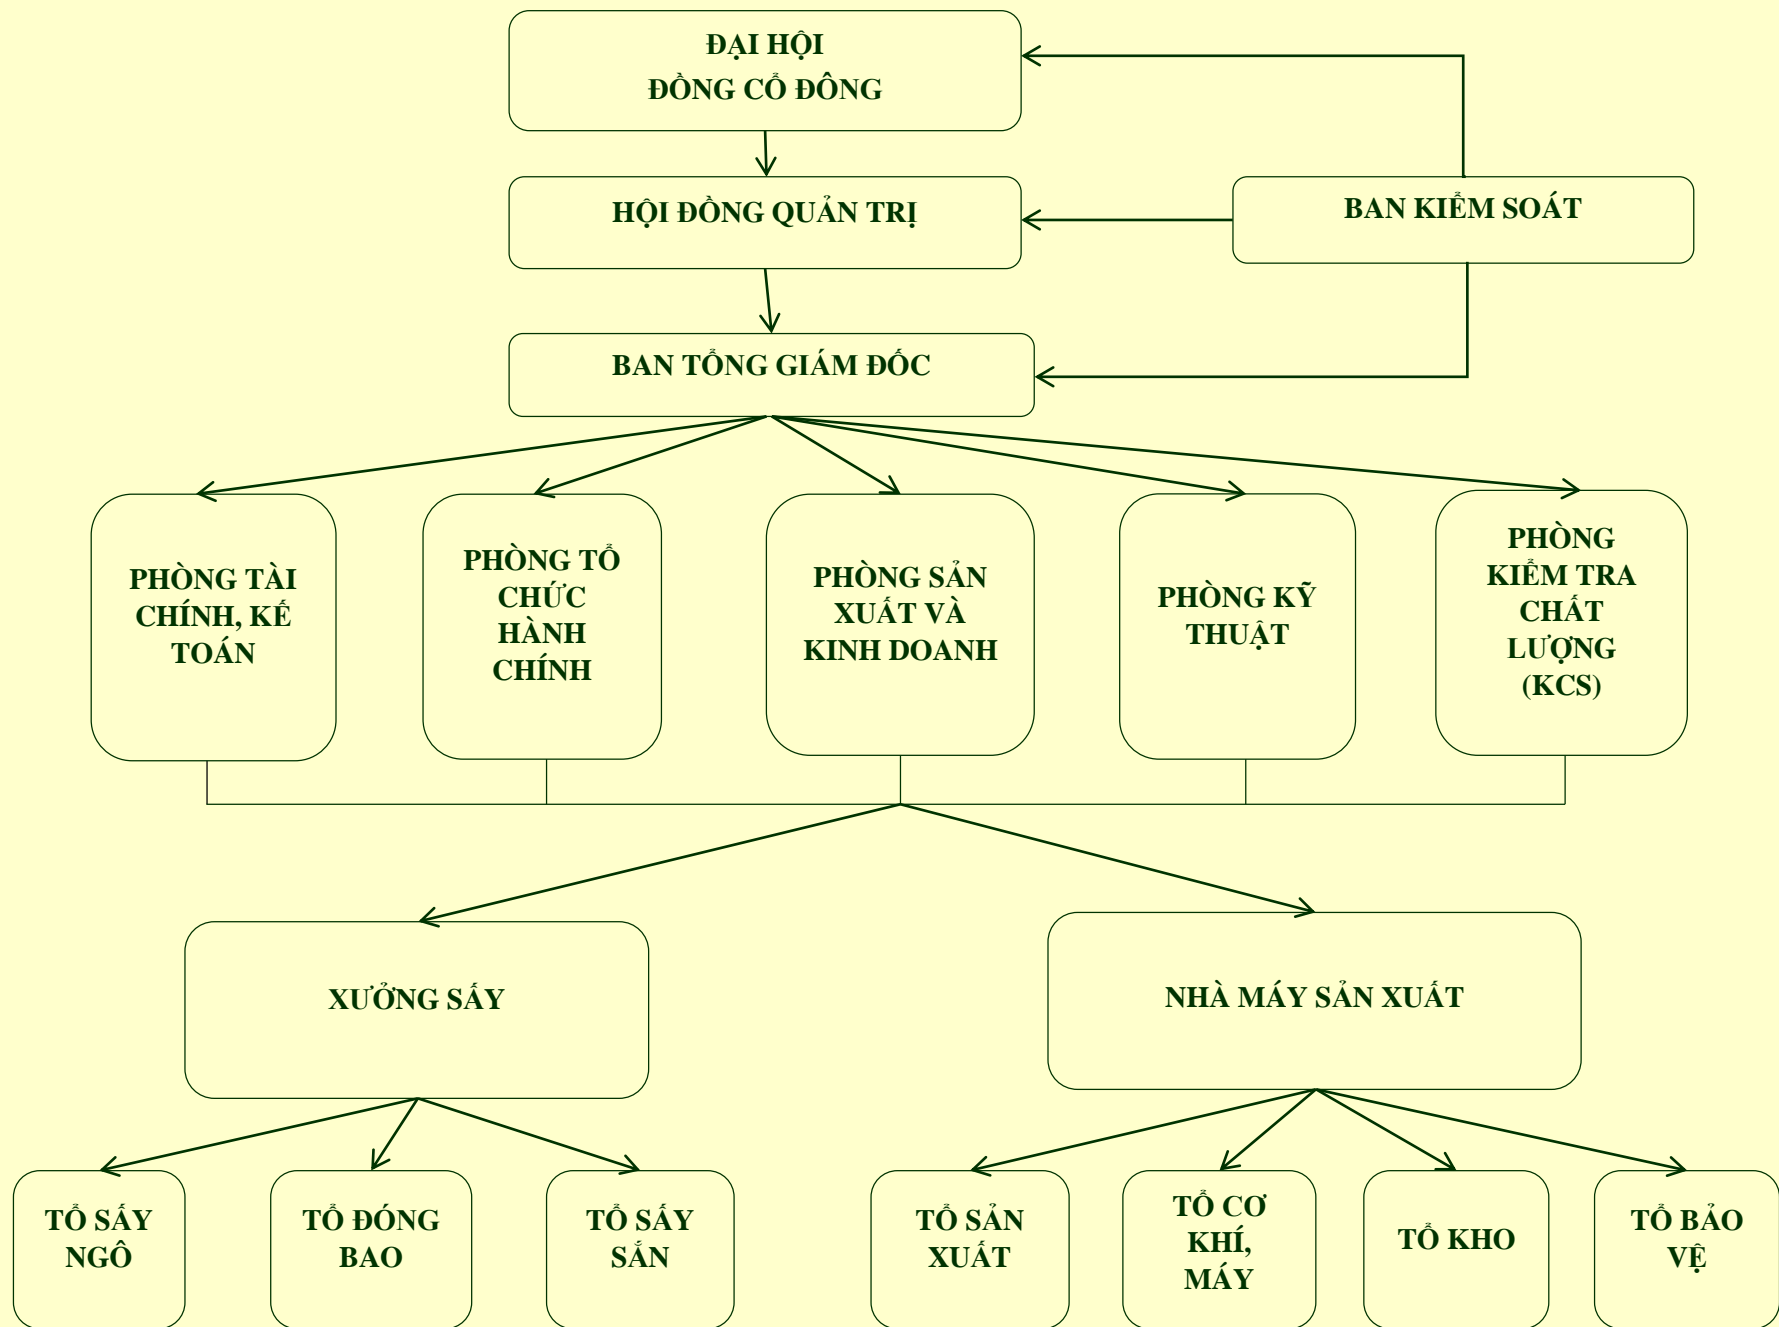 ĐẠI HỘI
ĐỒNG CỔ ĐÔNG
HỘI ĐỒNG QUẢN TRỊ
BAN KIỂM SOÁT
BAN TỔNG GIÁM ĐỐC
PHÒNG TÀI
CHÍNH, KẾ
TOÁN
PHÒNG TỔ
CHỨC
HÀNH
CHÍNH
PHÒNG SẢN
XUẤT VÀ
KINH DOANH
PHÒNG KỸ
THUẬT
PHÒNG
KIỂM TRA
CHẤT
LƯỢNG
(KCS)
XƯỞNG SẤY
NHÀ MÁY SẢN XUẤT
TỔ SẤY
NGÔ
TỔ ĐÓNG
BAO
TỔ SẤY
SẮN
TỔ SẢN
XUẤT
TỔ CƠ
KHÍ,
MÁY
TỔ KHO
TỔ BẢO
VỆ